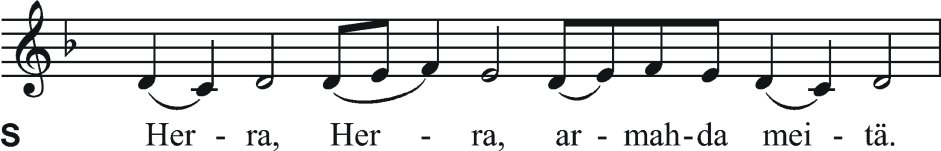 S Her - ra, Her - ra, ar - mah - da mei - tä.